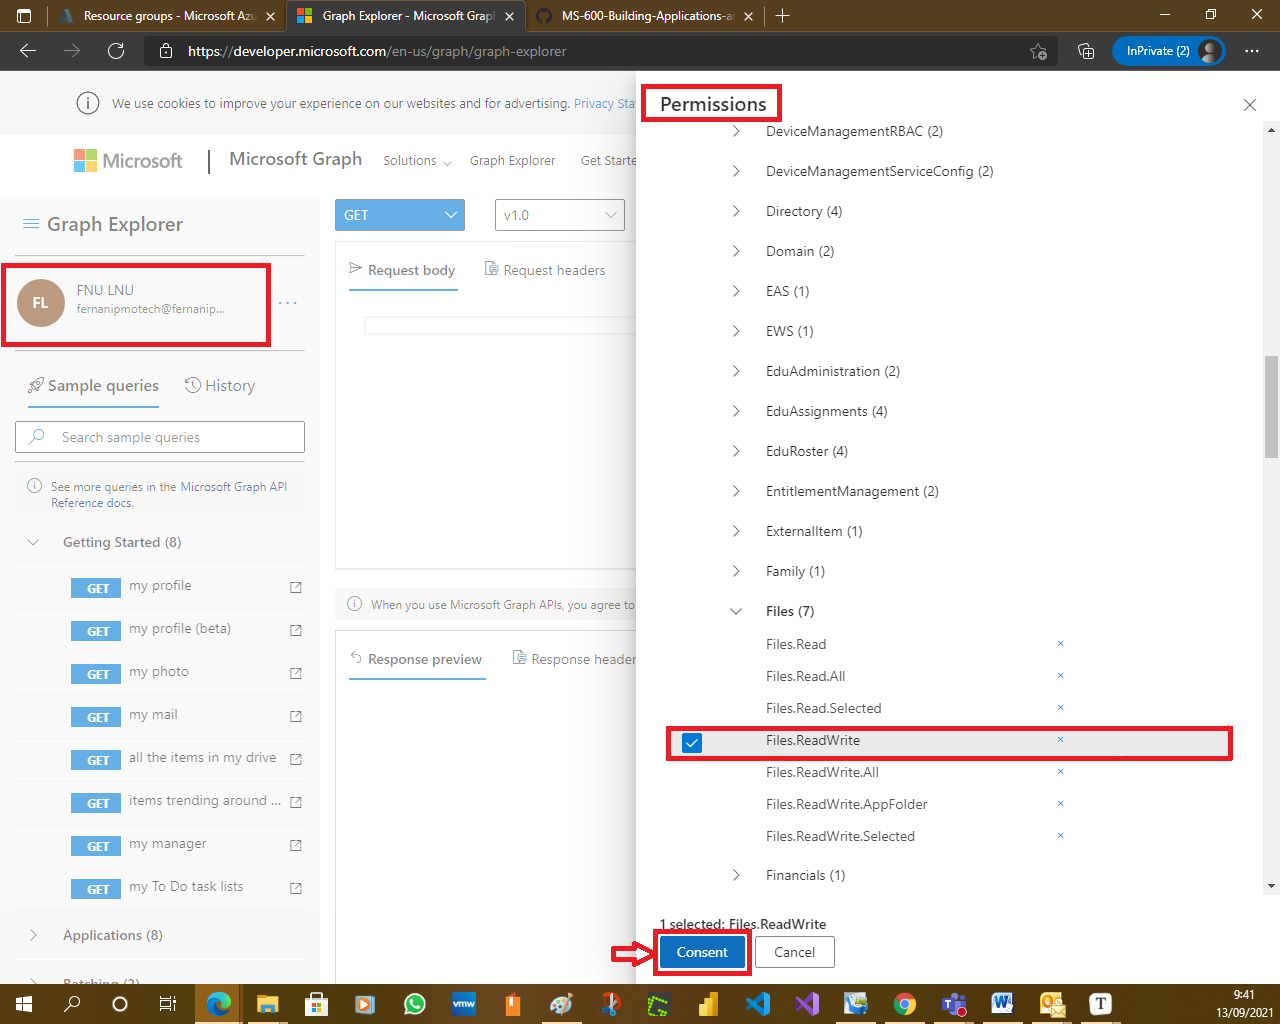 Resource groups - Microsoft Azu
Graph Explorer - Microsoft Graph
MS-600-Building-Applications-a
https://developer.microsoft.com/en-us/graph/graph-explorer
InPrivate (2)
We use cookies to improve your experience on our websites and for advertising. Privacy Sta
Microsoft
Microsoft Graph
Solutions
Graph Explorer
Get Starte
Graph Explorer
FL
FNU LNU
fernanipmotech@fernanip...
Sample queries
History
Search sample queries
See more queries in the Microsoft Graph API
Reference docs.
Getting Started (8)
GET my profile
GET my profile (beta)
GET my photo
GET my mail
GET all the items in my drive
GET items trending around ...
GET my manager
GET my To Do task lists
Applications (8)
Batching (2)
GET
v1.0
Request body
Request headers
When you use Microsoft Graph APIs, you agree to
Response preview
Response header
Permissions
DeviceManagementRBAC (2)
DeviceManagementServiceConfig (2)
Directory (4)
Domain (2)
EAS (1)
EWS (1)
EduAdministration (2)
EduAssignments (4)
EduRoster (4)
EntitlementManagement (2)
ExternalItem (1)
Family (1)
Files (7)
Files.Read
Files.Read.All
Files.Read.Selected
Files.ReadWrite
Files.ReadWrite.All
Files.ReadWrite.AppFolder
Files.ReadWrite.Selected
Financials (1)
1 selected: Files.ReadWrite
Consent
Cancel
vmw
T
9:41
13/09/2021